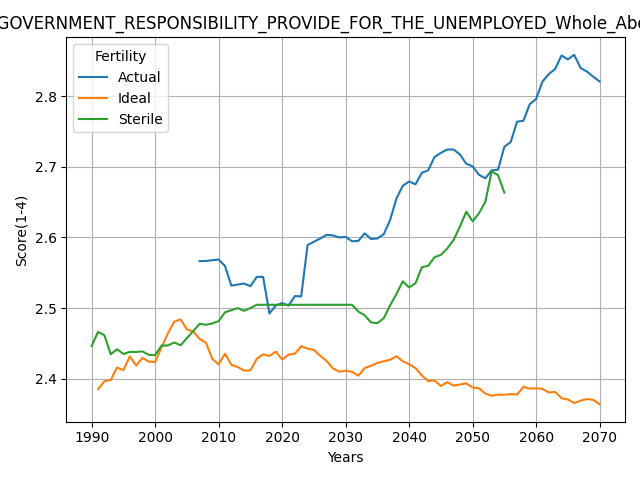 GOVERNMENT_RESPONSIBILITY_PROVIDE_FOR_THE_UNEMPLOYED_Whole_Abo
Fertility
Actual
Ideal
Sterile
Score(1-4)
2.8
2.7
2.6
2.5
2.4
1990 2000 2010 2020 2030 2040 2050 2060 2070
Years